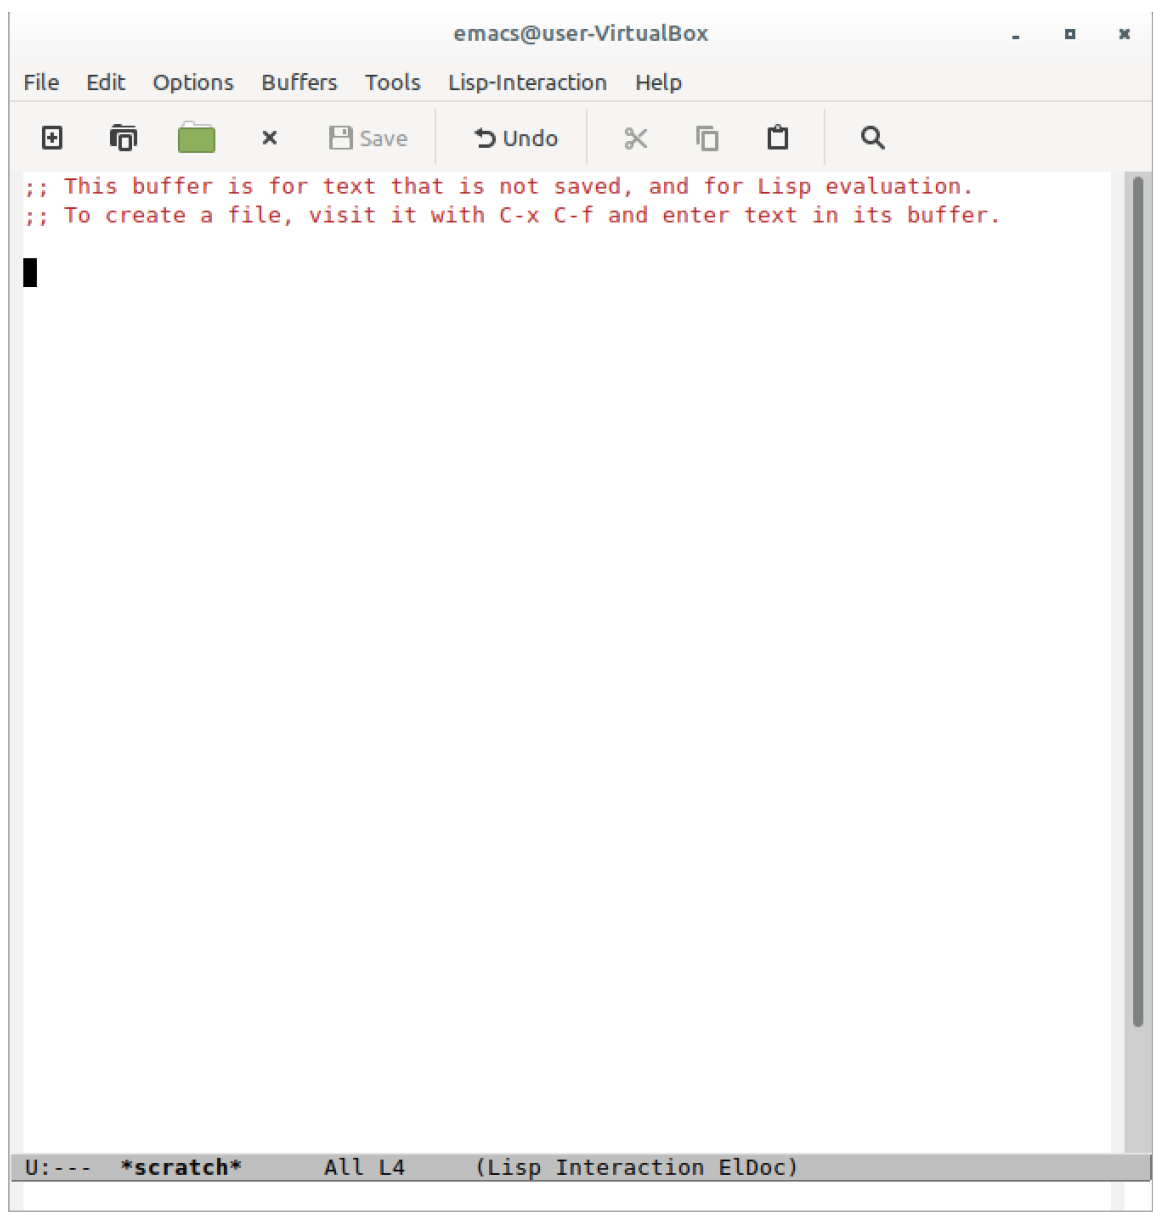 emacs@user-VirtualBox
File Edit Options Buffers Tools Lisp-Interaction Help
Save Undo
;; This buffer is for text that is not saved, and for Lisp evaluation.
;; To create a file, visit it with C-x C-f and enter text in its buffer.
U:--- *scratch* All L4 (Lisp Interaction ElDoc)